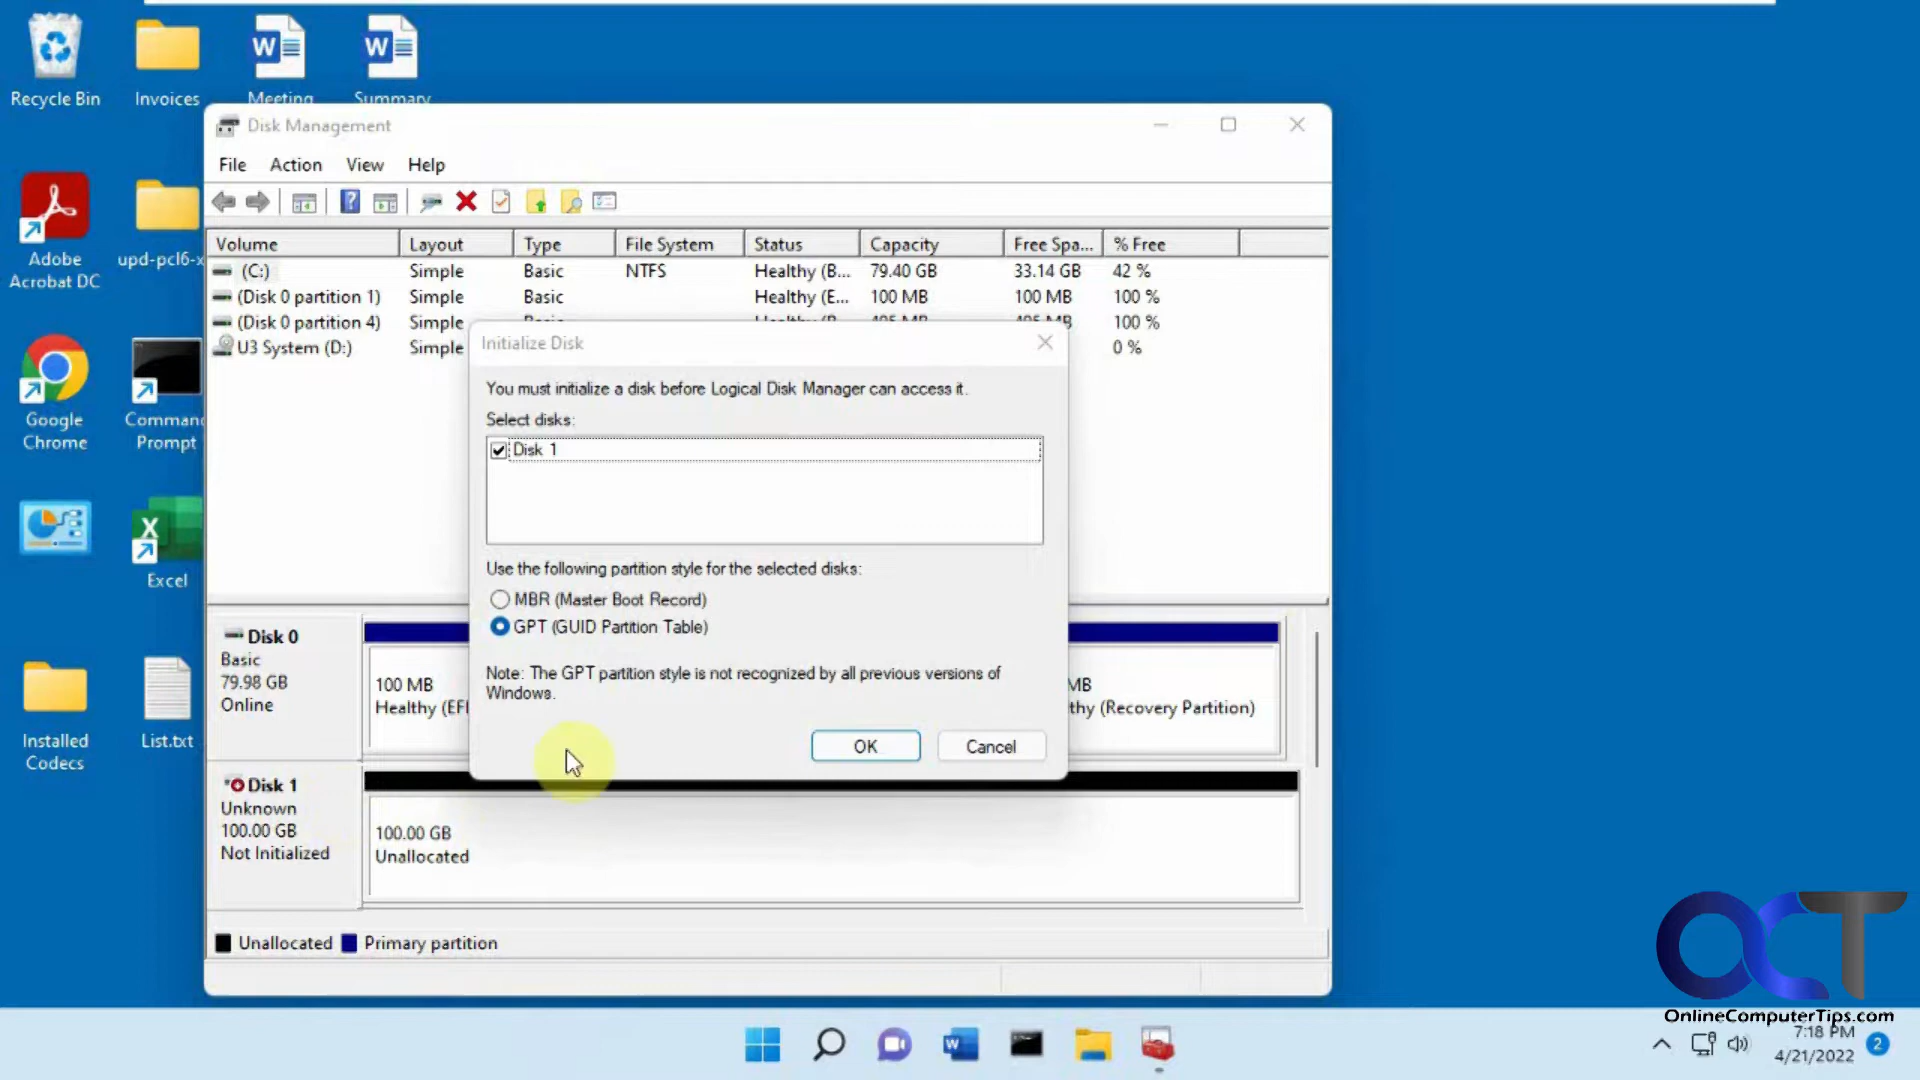 Recycle Bin
Invoices
Meeting
Summary
Disk Management
File Action View Help
Adobe
Acrobat DC
upd-pcl6-x
Volume Layout Type File System Status Capacity Free Spa... % Free
(C:) Simple Basic NTFS Healthy (B... 79.40 GB 33.14 GB 42 %
(Disk 0 partition 1) Simple Basic Healthy (E... 100 MB 100 MB 100 %
(Disk 0 partition 4) Simple 100 %
U3 System (D:) Simple 0 %
Google
Chrome
Command
Prompt
Excel
Installed
Codecs
List.txt
Initialize Disk
You must initialize a disk before Logical Disk Manager can access it.
Select disks:
Disk 1
Use the following partition style for the selected disks:
MBR (Master Boot Record)
GPT (GUID Partition Table)
Note: The GPT partition style is not recognized by all previous versions of
Windows.
OK Cancel
Disk 0
Basic
79.98 GB
Online
100 MB
Healthy (EFI
MB
thy (Recovery Partition)
Disk 1
Unknown
100.00 GB
Not Initialized
100.00 GB
Unallocated
Unallocated Primary partition
OCT
OnlineComputerTips.com
7:18 PM
4/21/2022
2